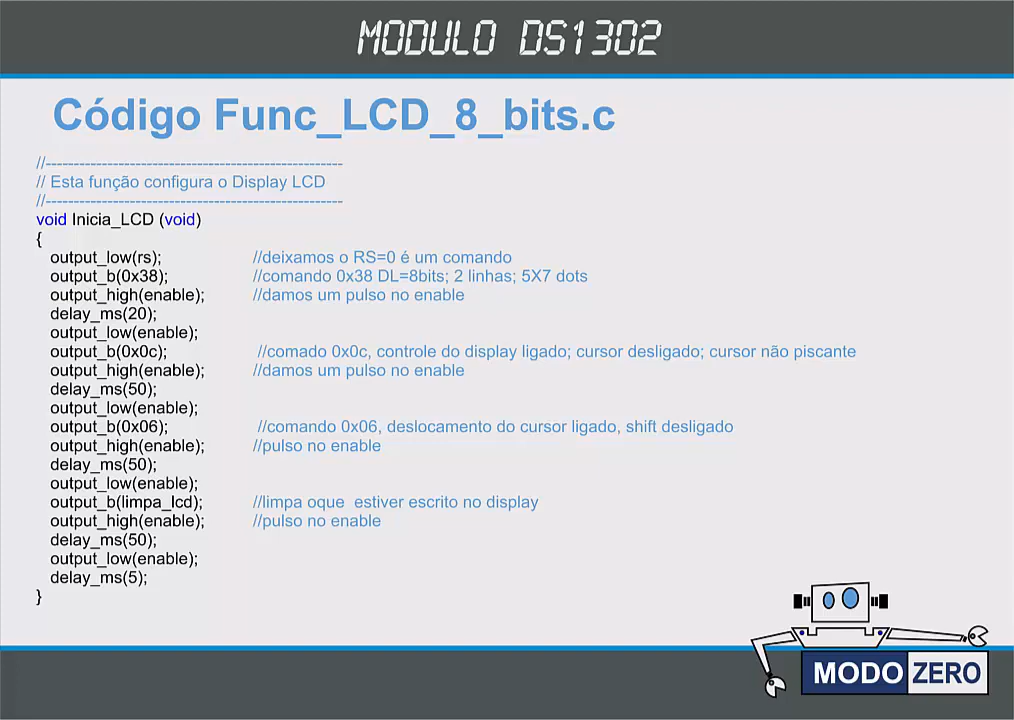 MODULO DS1302
Código Func_LCD_8_bits.c
//------------------------------------------------------
// Esta função configura o Display LCD
//------------------------------------------------------
void Inicia_LCD (void)
{
output_low(rs); //deixamos o RS=0 é um comando
output_b(0x38); //comando 0x38 DL=8bits; 2 linhas; 5X7 dots
output_high(enable); //damos um pulso no enable
delay_ms(20);
output_low(enable);
output_b(0x0c); //comado 0x0c, controle do display ligado; cursor desligado; cursor não piscante
output_high(enable); //damos um pulso no enable
delay_ms(50);
output_low(enable);
output_b(0x06); //comando 0x06, deslocamento do cursor ligado, shift desligado
output_high(enable); //pulso no enable
delay_ms(50);
output_low(enable);
output_b(limpa_lcd); //limpa oque  estiver escrito no display
output_high(enable); //pulso no enable
delay_ms(50);
output_low(enable);
delay_ms(5);
}
MODO ZERO